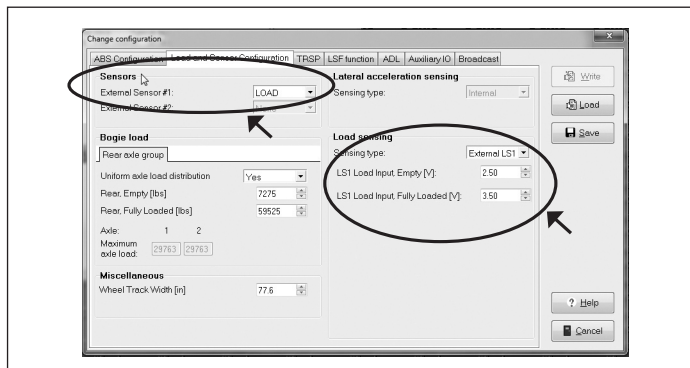 Change configuration
x
ABS Configuration Load and Sensor Configuration TRSP LSF function ADL Auxiliary IO Broadcast
Sensors
External Sensor #1: LOAD
External Sensor #2: None
Lateral acceleration sensing
Sensing type: Internal
Write
Load
Save
Bogie load
Rear axle group
Uniform axle load distribution Yes
Rear, Empty [lbs] 7275
Rear, Fully Loaded [lbs] 59525
Axle: 1 2
Maximum
axle load: 29763 29763
Load sensing
Sensing type: External LS1
LS1 Load Input, Empty [V]: 2.50
LS1 Load Input, Fully Loaded [V]: 3.50
Miscellaneous
Wheel Track Width [in] 77.6
? Help
Cancel